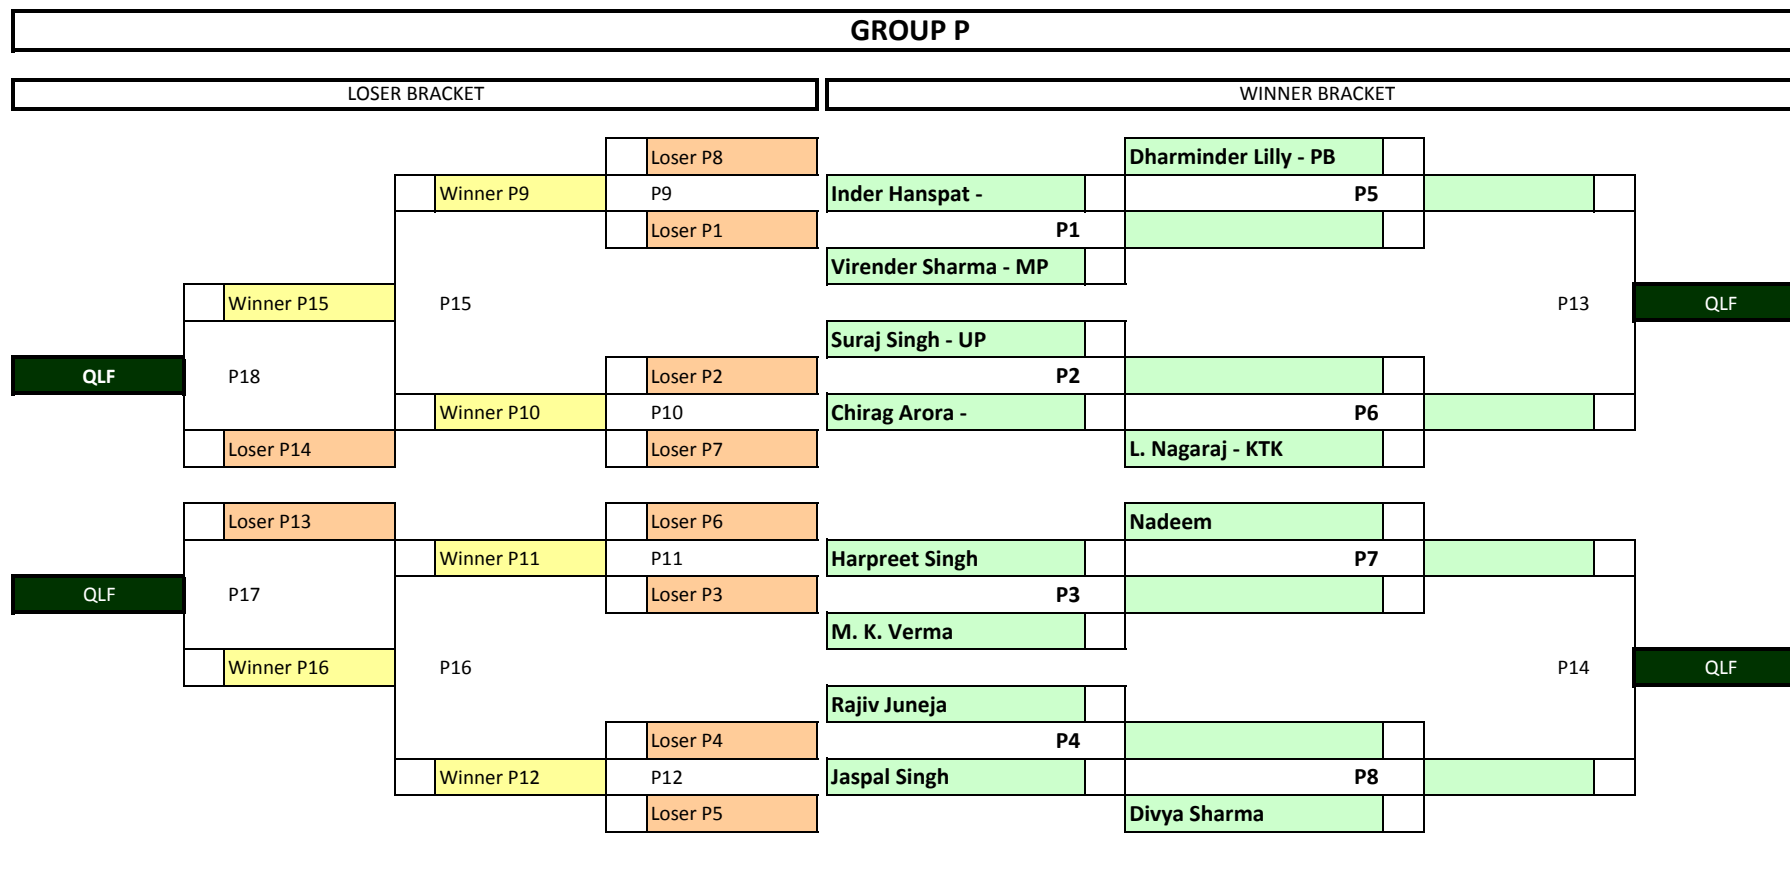 GROUP P
LOSER BRACKET WINNER BRACKET
Loser P8 Dharminder Lilly - PB
Winner P9 P9 Inder Hanspat - P5
Loser P1 P1
Virender Sharma - MP
Winner P15 P15 P13 QLF
Suraj Singh - UP
QLF P18 Loser P2 P2
Winner P10 P10 Chirag Arora - P6
Loser P14 Loser P7 L. Nagaraj - KTK
Loser P13 Loser P6 Nadeem
Winner P11 P11 Harpreet Singh P7
QLF P17 Loser P3 P3
M. K. Verma
Winner P16 P16 P14 QLF
Rajiv Juneja
Loser P4 P4
Winner P12 P12 Jaspal Singh P8
Loser P5 Divya Sharma